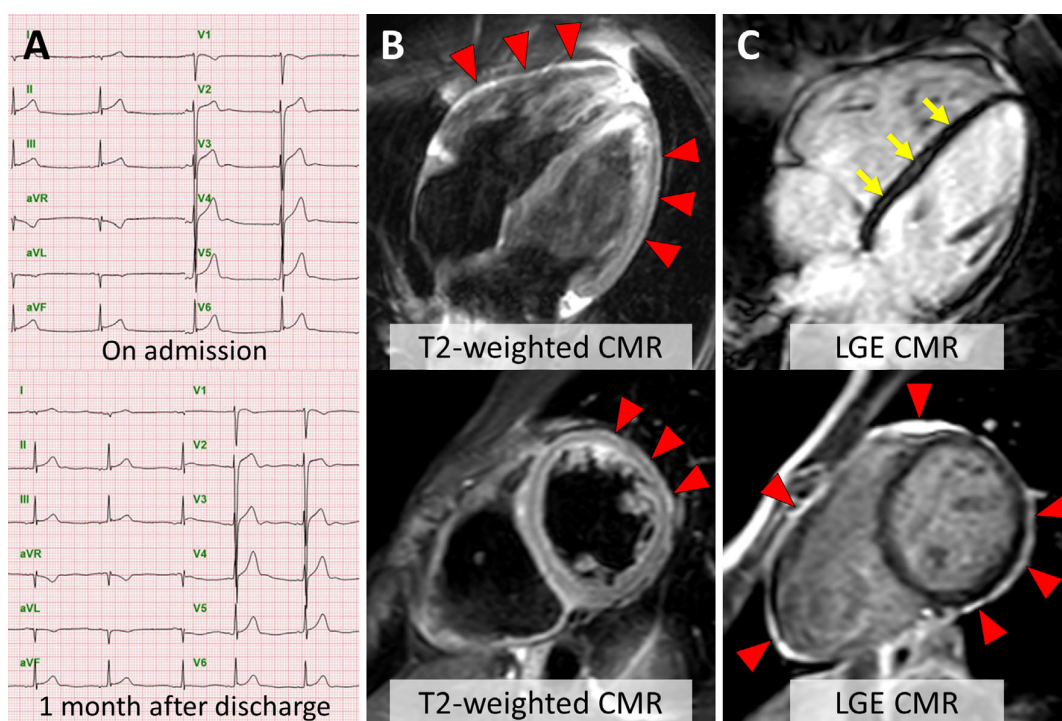 A
I
V1
II
V2
III
V3
aVR
V4
aVL
V5
aVF
V6
On admission
I
V1
II
V2
III
V3
aVR
V4
aVL
V5
aVF
V6
1 month after discharge
B
T2-weighted CMR
T2-weighted CMR
C
LGE CMR
LGE CMR